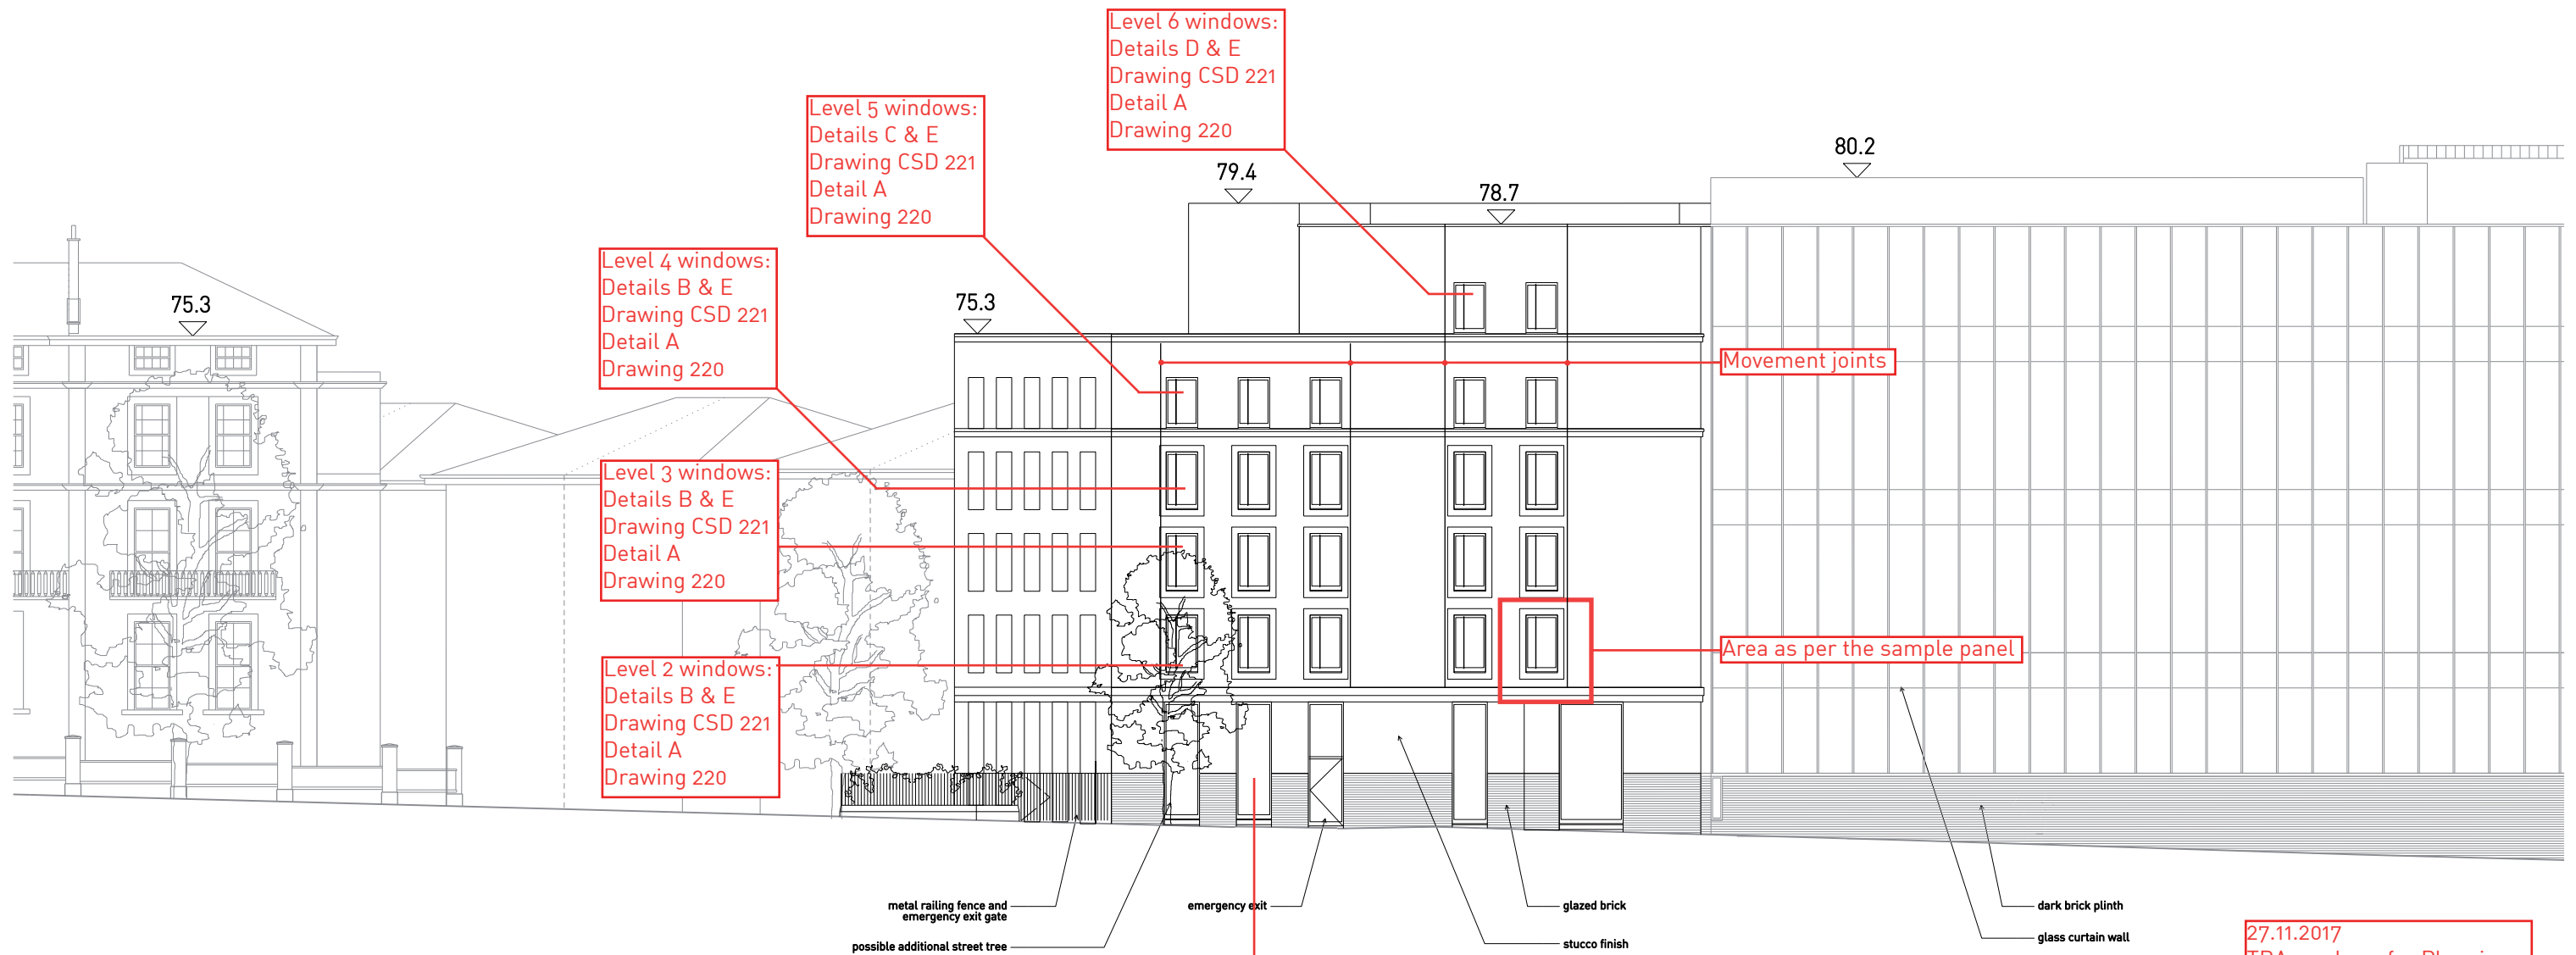 Level 6 windows:
Details D & E
Drawing CSD 221
Detail A
Drawing 220
Level 5 windows:
Details C & E
Drawing CSD 221
Detail A
Drawing 220
80.2
79.4
78.7
Level 4 windows:
Details B & E
Drawing CSD 221
Detail A
Drawing 220
75.3
75.3
Movement joints
Level 3 windows:
Details B & E
Drawing CSD 221
Detail A
Drawing 220
Area as per the sample panel
Level 2 windows:
Details B & E
Drawing CSD 221
Detail A
Drawing 220
metal railing fence and
emergency exit gate
emergency exit
glazed brick
dark brick plinth
possible additional street tree
stucco finish
glass curtain wall
27.11.2017